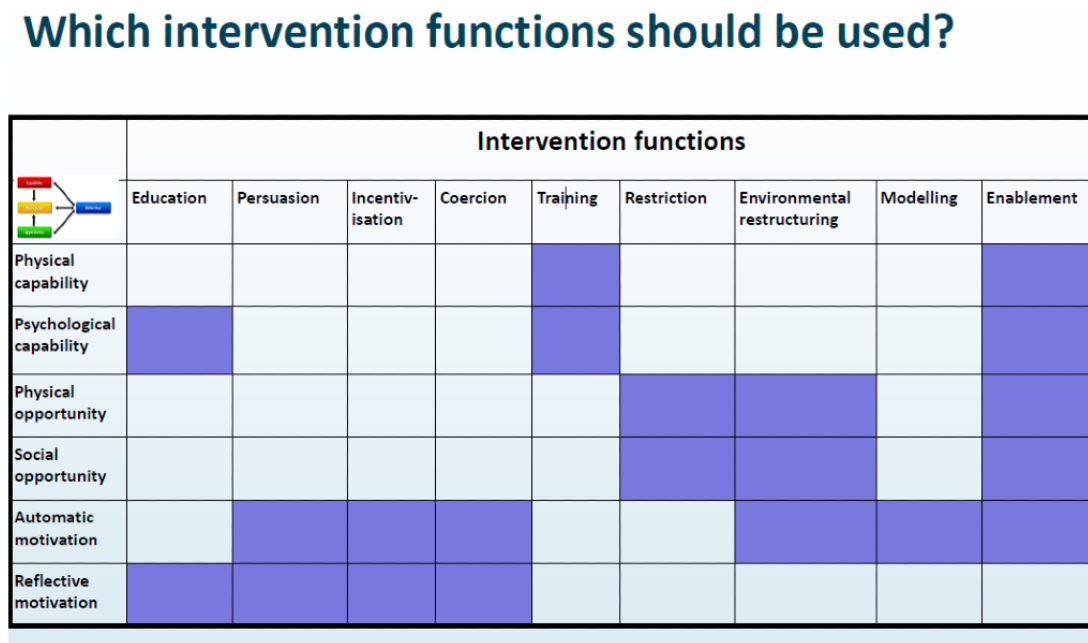 Which intervention functions should be used?
Intervention functions
Education Persuasion Incentiv- Coercion Training Restriction Environmental Modelling Enablement
isation restructuring
Physical
capability
Psychological
capability
Physical
opportunity
Social
opportunity
Automatic
motivation
Reflective
motivation